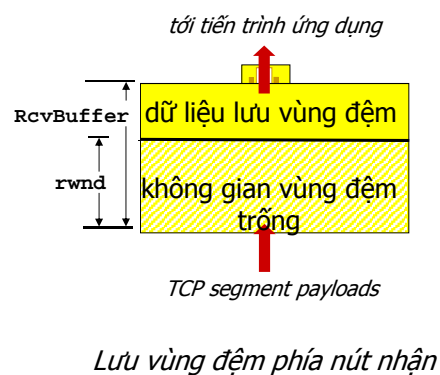 tới tiến trình ứng dụng
RcvBuffer
dữ liệu lưu vùng đệm
rwnd
không gian vùng đệm
trống
TCP segment payloads
Lưu vùng đệm phía nút nhận